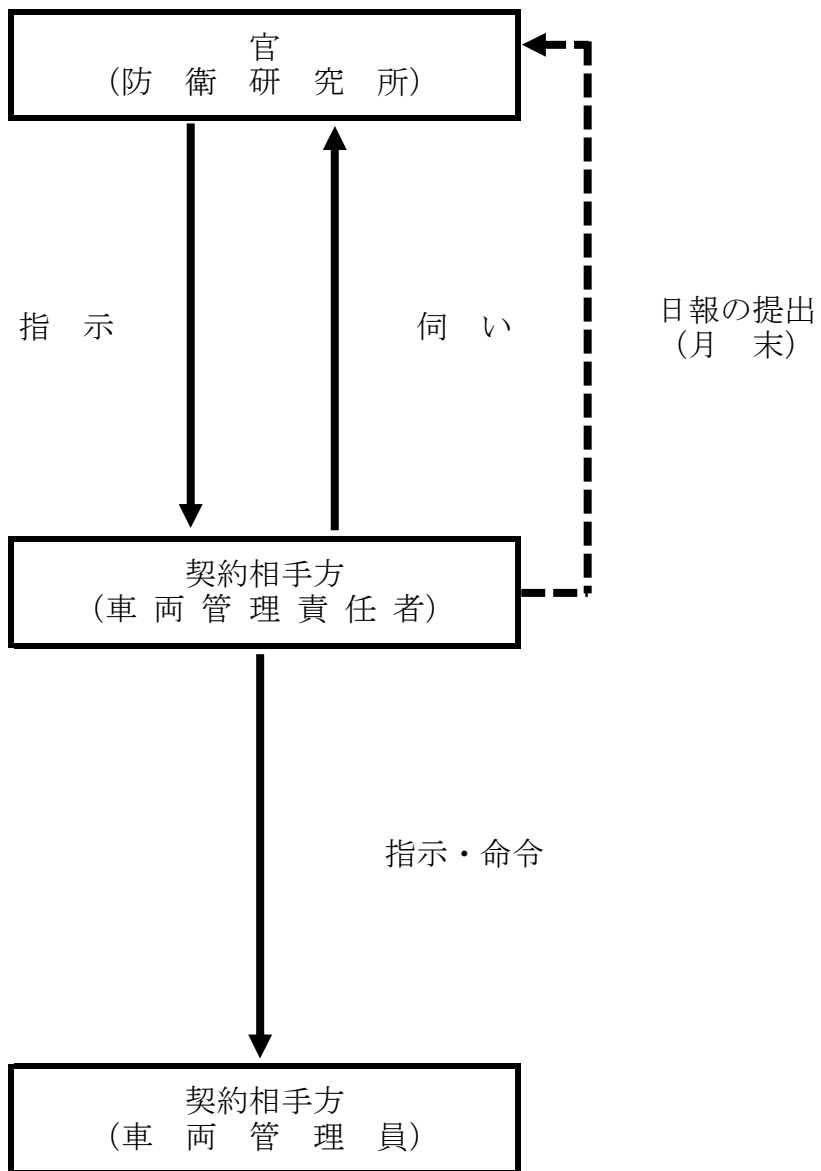 官
(防　衛　研　究　所)
指　示
伺　い
日報の提出
(月　末)
契約相手方
(車 両 管 理 責 任 者)
指示・命令
契約相手方
(車　両　管　理　員)